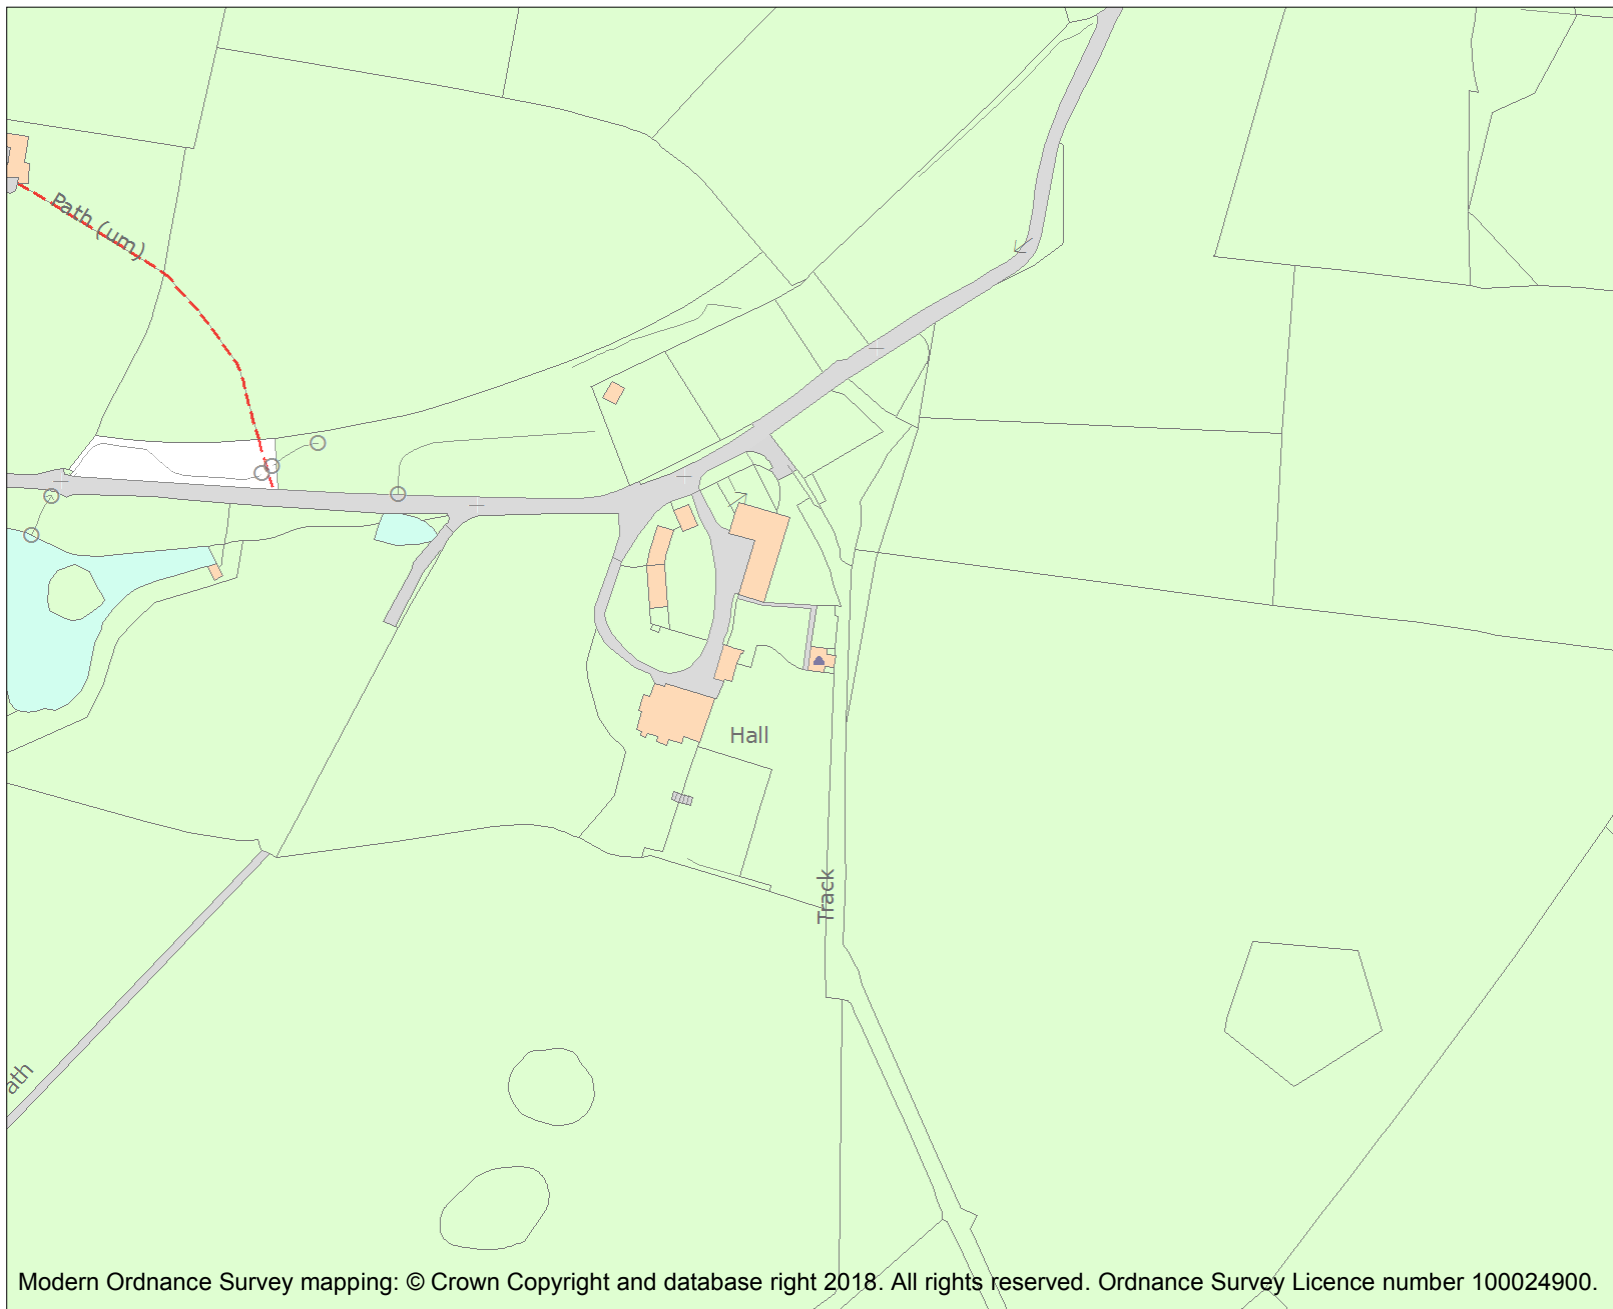 Path (um)
Hall
Track
ath
Modern Ordnance Survey mapping: © Crown Copyright and database right 2018. All rights reserved. Ordnance Survey Licence number 100024900.